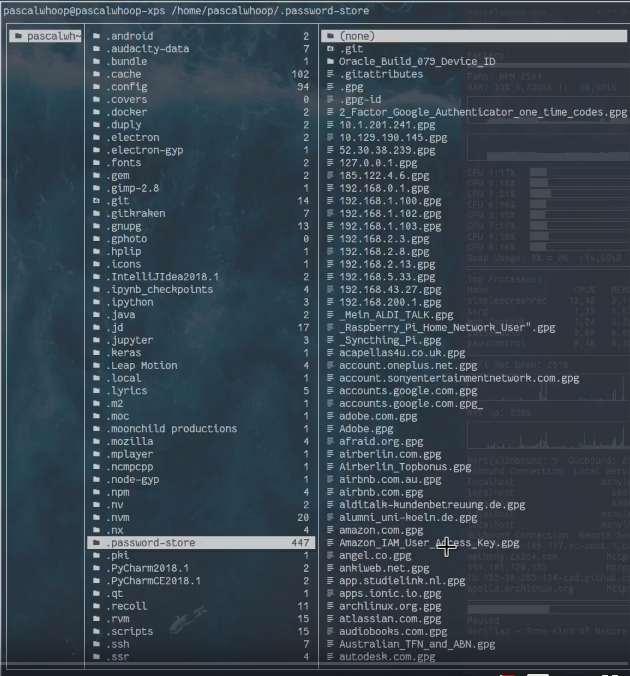 pascalwhoop@pascalwhoop-xps /home/pascalwhoop/.password-store
pascalwh~ .android 2 (none)
.audacity-data 7 .git
.bundle 1 Oracle_Build_079_Device_ID
.cache 102 .gitattributes
.config 94 .gpg
.covers 0 .gpg-id
.docker 2 2_Factor_Google_Authenticator_one_time_codes.gpg
.duply 2 10.1.201.241.gpg
.electron 2 10.129.190.145.gpg
.electron-gyp 1 52.30.38.239.gpg
.fonts 2 127.0.0.1.gpg
.gem 2 185.122.4.6.gpg
.gimp-2.8 1 192.168.0.1.gpg
.git 14 192.168.1.100.gpg
.gitkraken 7 192.168.1.102.gpg
.gnupg 13 192.168.1.103.gpg
.gphoto 0 192.168.2.3.gpg
.hplip 1 192.168.2.8.gpg
.icons 1 192.168.2.13.gpg
.IntelliJIdea2018.1 2 192.168.5.33.gpg
.ipynb_checkpoints 4 192.168.43.27.gpg
.ipython 3 192.168.200.1.gpg
.java 2 _Mein_ALDI_TALK.gpg
.jd 17 _Raspberry_Pi_Home_Network_User".gpg
.jupyter 3 _Syncthing_Pi.gpg
.keras 1 acapellas4u.co.uk.gpg
.Leap Motion 4 account.oneplus.net.gpg
.local 1 account.sonyentertainmentnetwork.com.gpg
.lyrics 5 accounts.google.com.gpg
.m2 1 accounts.google.com.gpg_
.moc 1 adobe.com.gpg
.moonchild productions 1 Adobe.gpg
.mozilla 4 afraid.org.gpg
.mplayer 1 airberlin.com.gpg
.ncmpcpp 1 Airberlin_Topbonus.gpg
.node-gyp 1 airbnb.com.au.gpg
.npm 4 airbnb.com.gpg
.nv 2 alditalk-kundenbetreuung.de.gpg
.nvm 20 alumni_uni-koeln.de.gpg
.nx 4 amazon.com.gpg
.password-store 447 Amazon_IAM_User_Access_Key.gpg
.pki 1 angel.co.gpg
.PyCharm2018.1 2 ankiweb.net.gpg
.PyCharmCE2018.1 2 app.studielink.nl.gpg
.qt 1 apps.ionic.io.gpg
.recoll 11 archlinux.org.gpg
.rvm 15 atlassian.com.gpg
.scripts 15 audiobooks.com.gpg
.ssh 7 Australian_TFN_and_ABN.gpg
.ssr 4 autodesk.com.gpg